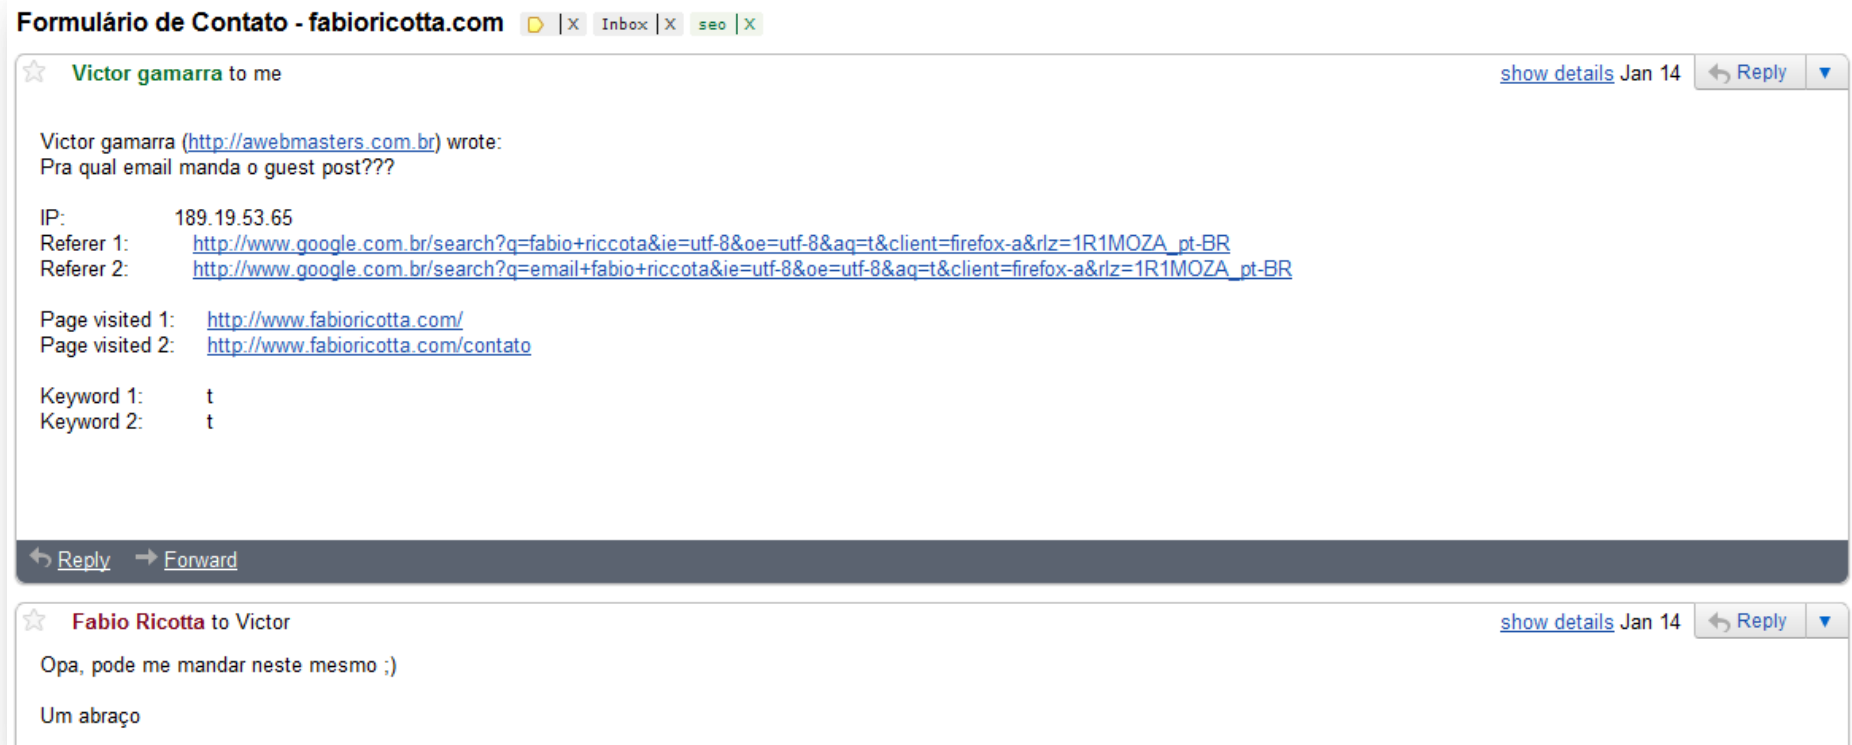 Formulário de Contato - fabioricotta.com | X Inbox | X seo | X
Victor gamarra to me show details Jan 14 Reply
Victor gamarra (http://awebmasters.com.br) wrote:
Pra qual email manda o guest post???
IP: 189.19.53.65
Referer 1: http://www.google.com.br/search?q=fabio+riccota&ie=utf-8&oe=utf-8&aq=t&client=firefox-a&rlz=1R1MOZA_pt-BR
Referer 2: http://www.google.com.br/search?q=email+fabio+riccota&ie=utf-8&oe=utf-8&aq=t&client=firefox-a&rlz=1R1MOZA_pt-BR
Page visited 1: http://www.fabioricotta.com/
Page visited 2: http://www.fabioricotta.com/contato
Keyword 1: t
Keyword 2: t
Reply Forward
Fabio Ricotta to Victor show details Jan 14 Reply
Opa, pode me mandar neste mesmo ;)
Um abraço